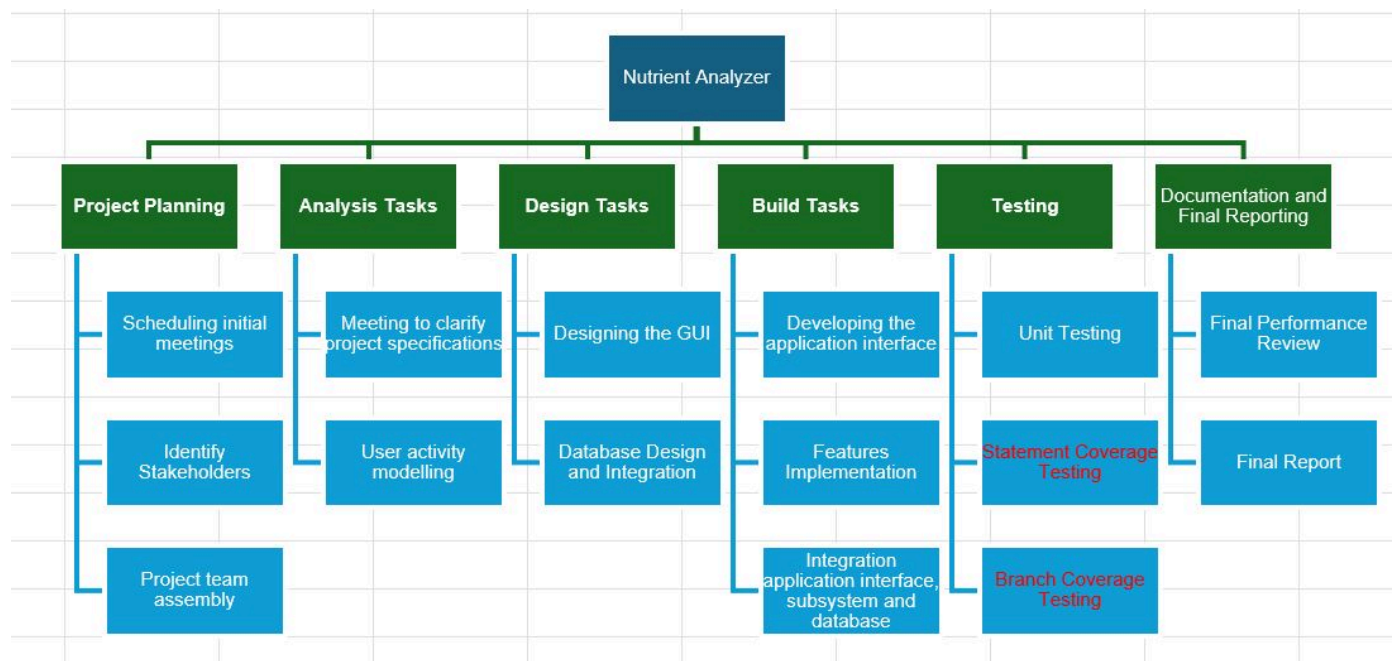 Nutrient Analyzer
Project Planning
Analysis Tasks
Design Tasks
Build Tasks
Testing
Documentation and
Final Reporting
Scheduling initial
meetings
Meeting to clarify
project specifications
Designing the GUI
Developing the
application interface
Unit Testing
Final Performance
Review
Identify
Stakeholders
User activity
modelling
Database Design
and Integration
Features
Implementation
Statement Coverage
Testing
Final Report
Project team
assembly
Integration
application interface,
subsystem and
database
Branch Coverage
Testing